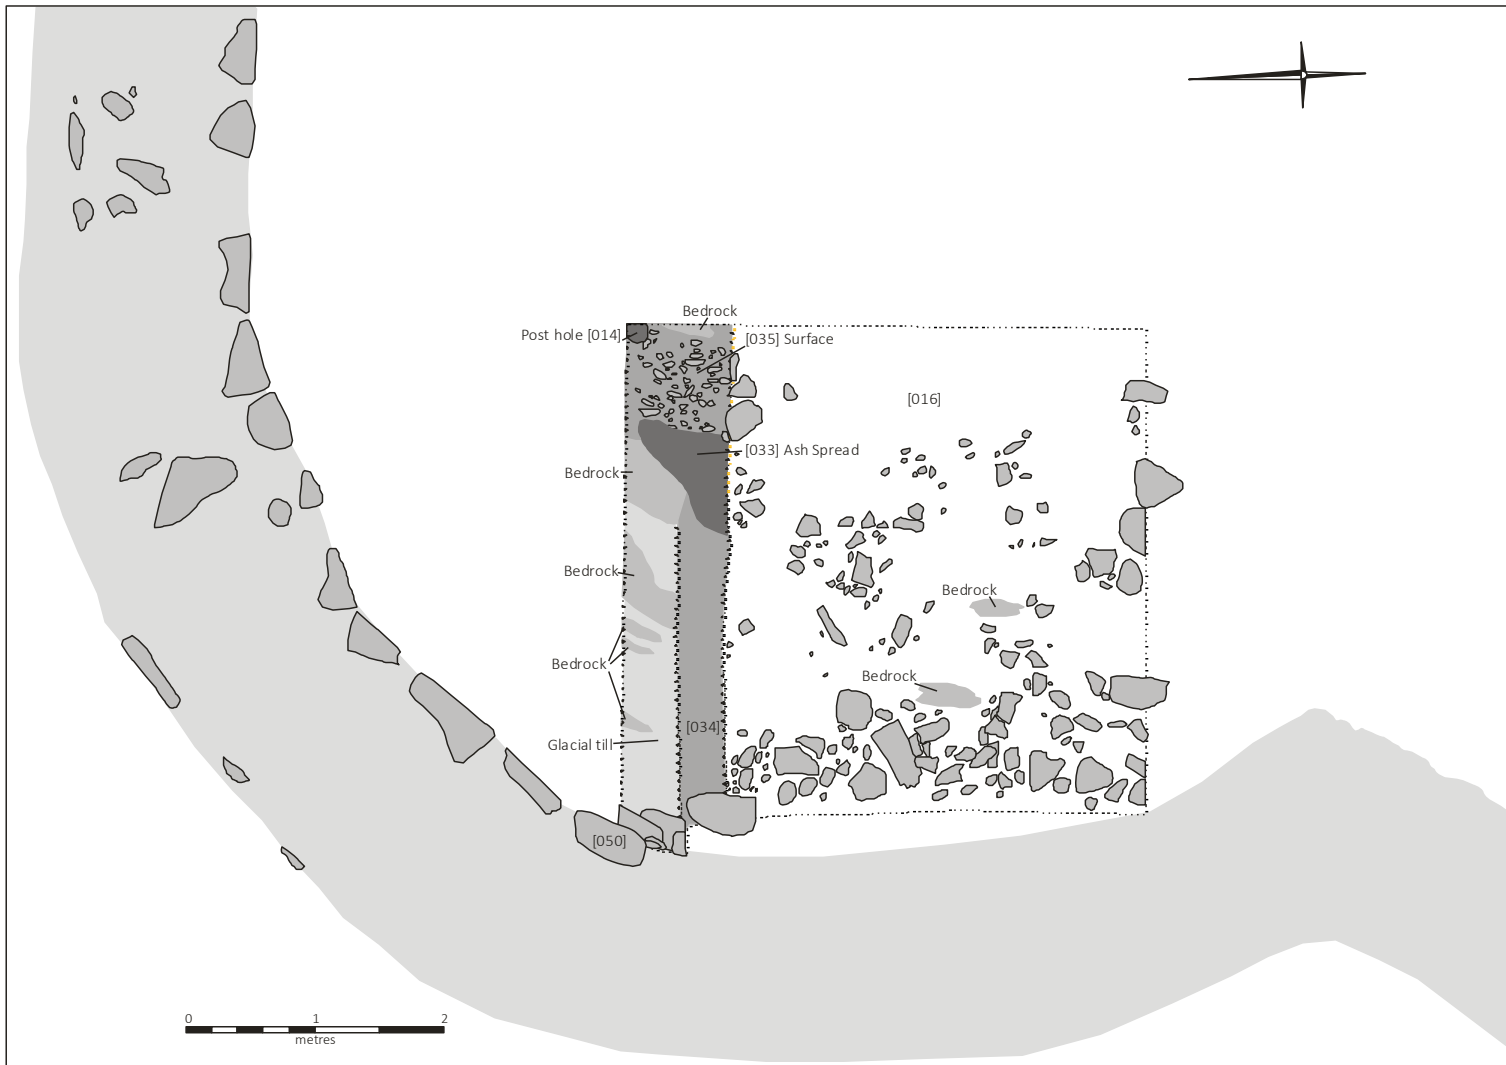 Bedrock
Post hole [014]
[035] Surface
[016]
[033] Ash Spread
Bedrock
Bedrock
Bedrock
Bedrock
Bedrock
[034]
Glacial till
[050]
0 1 2
metres